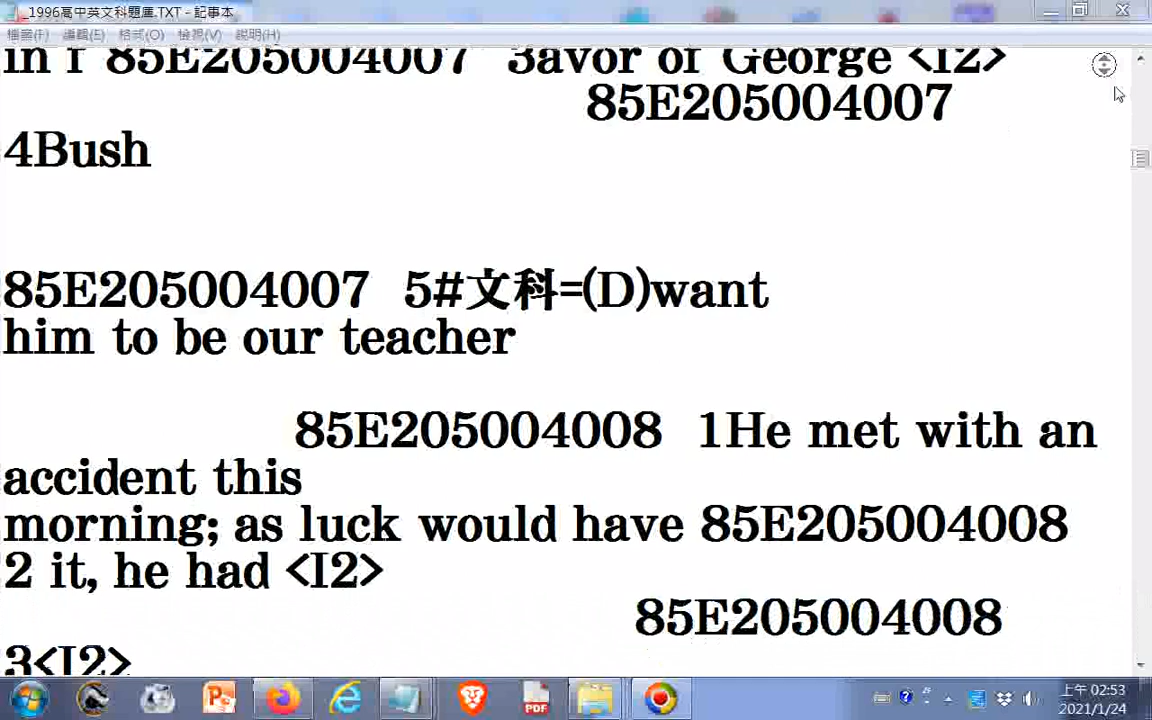 _1996高中英文科題庫.TXT - 記事本
檔案(F) 編輯(E) 格式(O) 檢視(V) 說明(H)
in f 85E205004007 3avor of George <I2>
85E205004007
4Bush
85E205004007 5#文科=(D)want
him to be our teacher
85E205004008 1He met with an
accident this
morning; as luck would have 85E205004008
2 it, he had <I2>
85E205004008
3<I2>
PDF
上午 02:53
2021/1/24